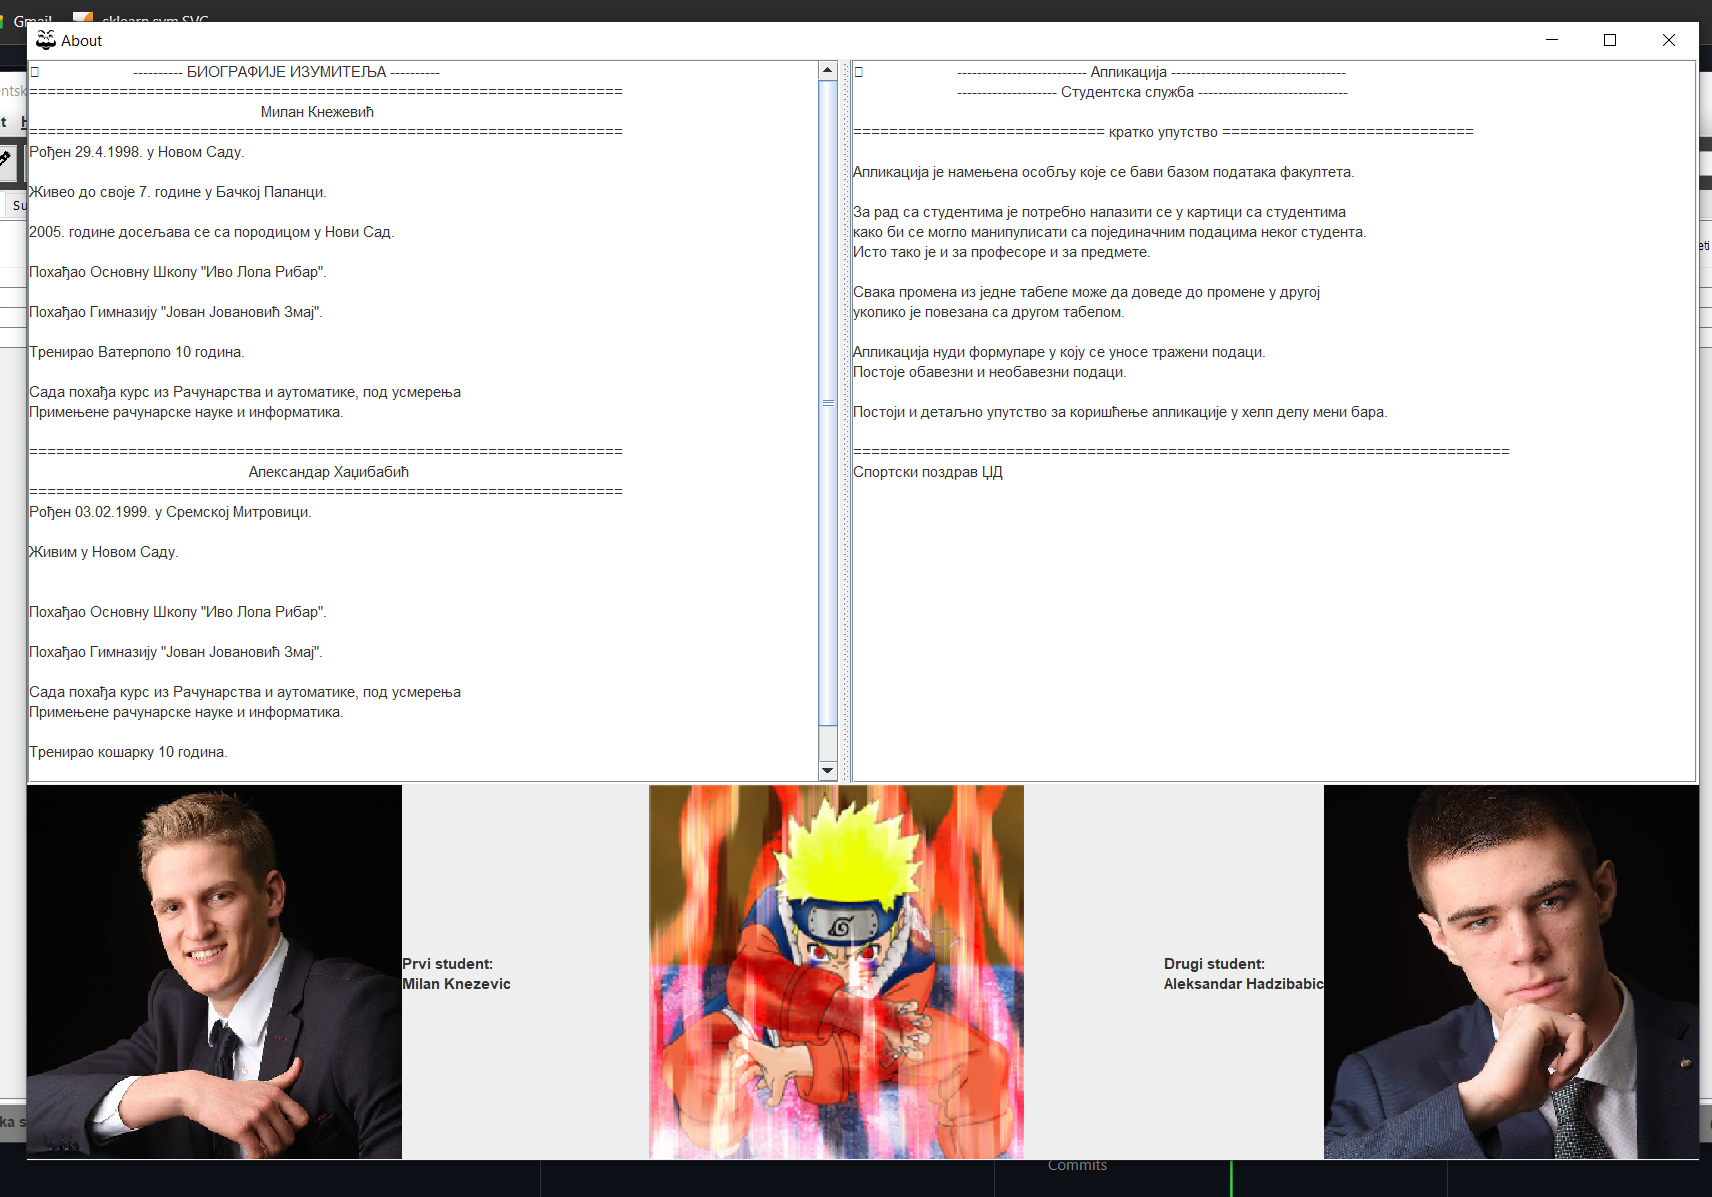 Gmail
sklearn.svm.SVC
About
---------- БИОГРАФИЈЕ ИЗУМИТЕЉА ----------
==================================================================
Милан Кнежевић
==================================================================
Рођен 29.4.1998. у Новом Саду.
Живео до своје 7. године у Бачкој Паланци.
2005. године досељава се са породицом у Нови Сад.
Похађао Основну Школу "Иво Лола Рибар".
Похађао Гимназију "Јован Јовановић Змај".
Тренирао Ватерполо 10 година.
Сада похађа курс из Рачунарства и аутоматике, под усмерења
Примењене рачунарске науке и информатика.
==================================================================
Александар Хаџибабић
==================================================================
Рођен 03.02.1999. у Сремској Митровици.
Живим у Новом Саду.
Похађао Основну Школу "Иво Лола Рибар".
Похађао Гимназију "Јован Јовановић Змај".
Сада похађа курс из Рачунарства и аутоматике, под усмерења
Примењене рачунарске науке и информатика.
Тренирао кошарку 10 година.
-------------------------- Апликација -----------------------------------
-------------------- Студентска служба ------------------------------
============================ кратко упутство ============================
Апликација је намењена особљу које се бави базом података факултета.
За рад са студентима је потребно налазити се у картици са студентима
како би се могло манипулисати са појединачним подацима неког студента.
Исто тако је и за професоре и за предмете.
Свака промена из једне табеле може да доведе до промене у другој
уколико је повезана са другом табелом.
Апликација нуди формуларе у коју се уносе тражени подаци.
Постоје обавезни и необавезни подаци.
Постоји и детаљно упутство за коришћење апликације у хелп делу мени бара.
=========================================================================
Спортски поздрав ЏД
Prvi student:
Milan Knezevic
Drugi student:
Aleksandar Hadzibabic
Commits